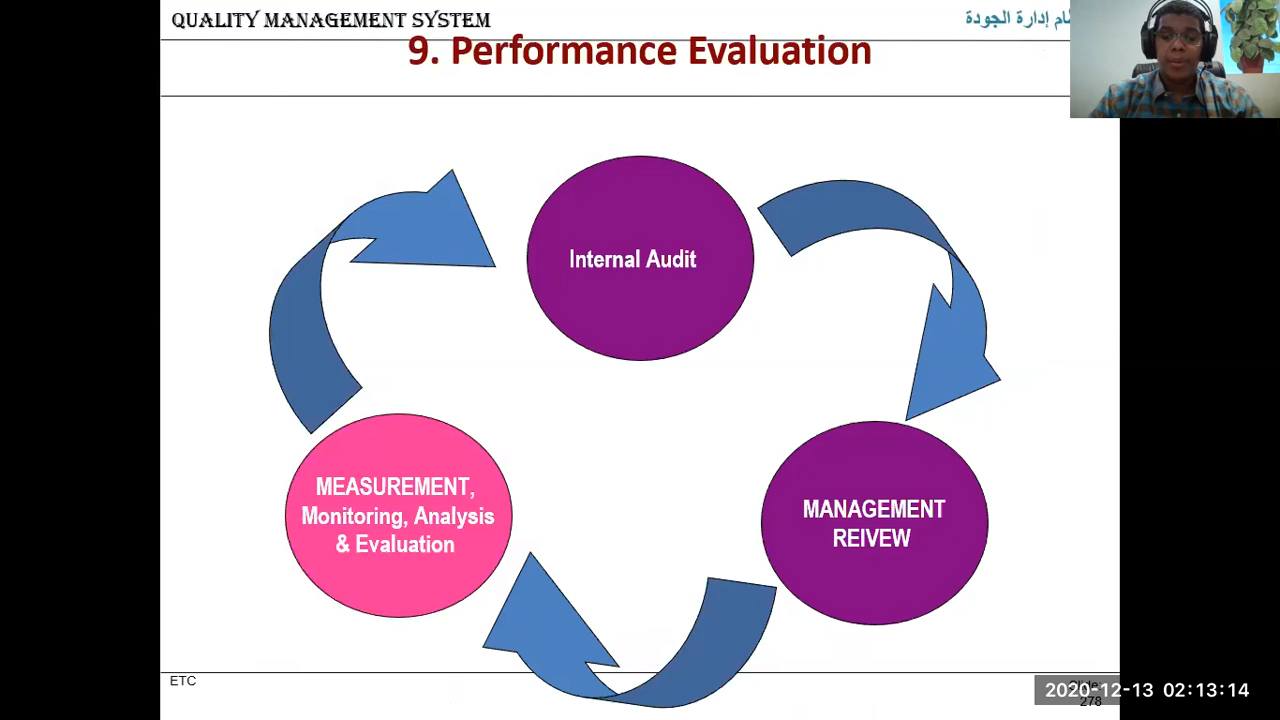 QUALITY MANAGEMENT SYSTEM
إدارة الجودة
9. Performance Evaluation
Internal Audit
MEASUREMENT,
Monitoring, Analysis
& Evaluation
MANAGEMENT
REIVEW
ETC
2020-12-13 02:13:14
278